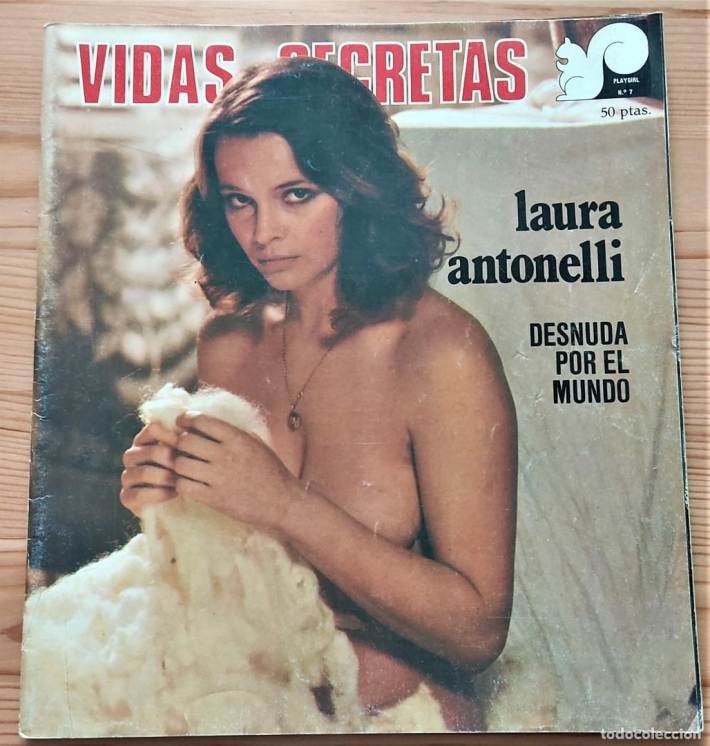 VIDAS SECRETAS
PLAYGIRL
N.º 7
50 ptas.
laura
antonelli
DESNUDA
POR EL
MUNDO
todocoleccion